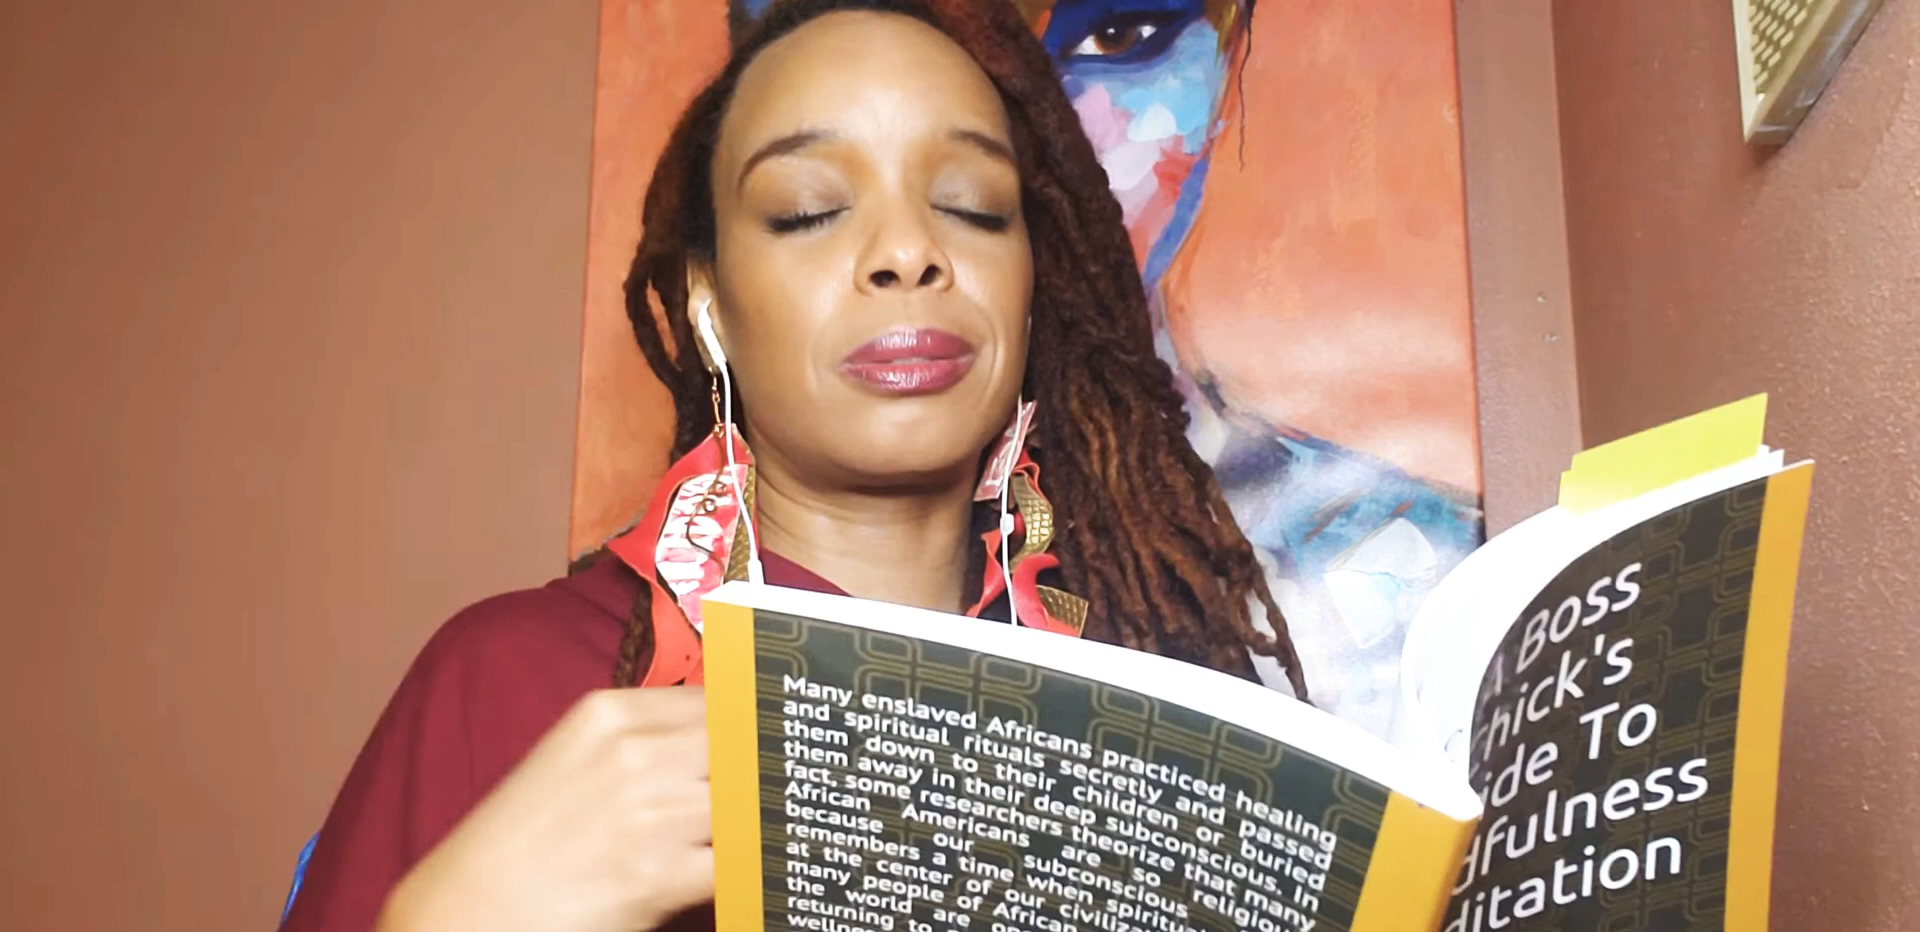 Many enslaved Africans practiced healing
and spiritual rituals secretly and passed
them down to their children or buried
them away in their deep subconscious. In
fact, some researchers theorize that many
African Americans are so religious
because our subconscious
remembers a time when
at the center of our
many people of African
the world are
returning to
A Boss
Chick's
ide To
dfulness
ditation